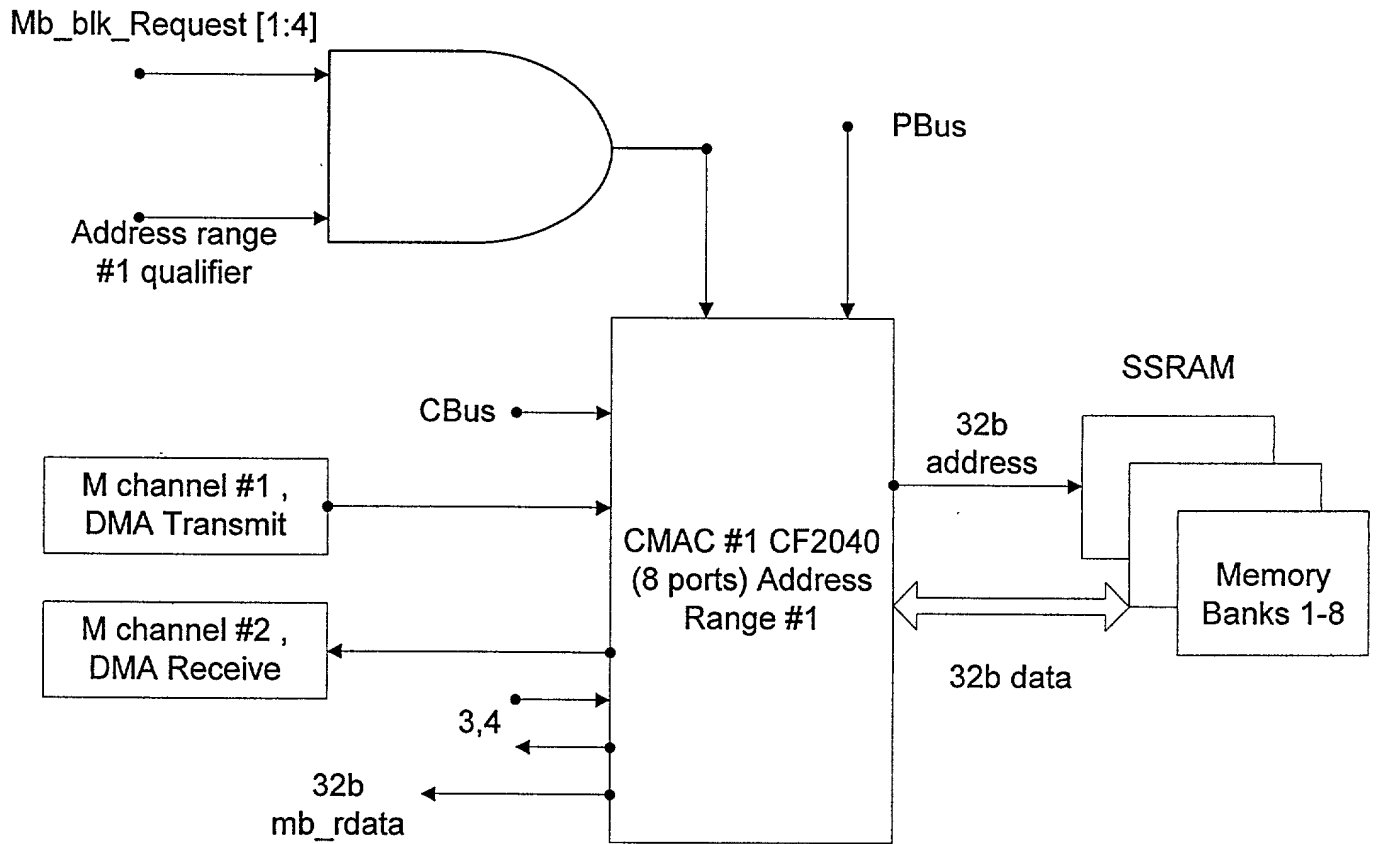 Mb_blk_Request [1:4]
PBus
Address range
#1 qualifier
SSRAM
CBus
32b
address
M channel #1 ,
DMA Transmit
CMAC #1 CF2040
(8 ports) Address
Range #1
Memory
Banks 1-8
M channel #2 ,
DMA Receive
32b data
3,4
32b
mb_rdata